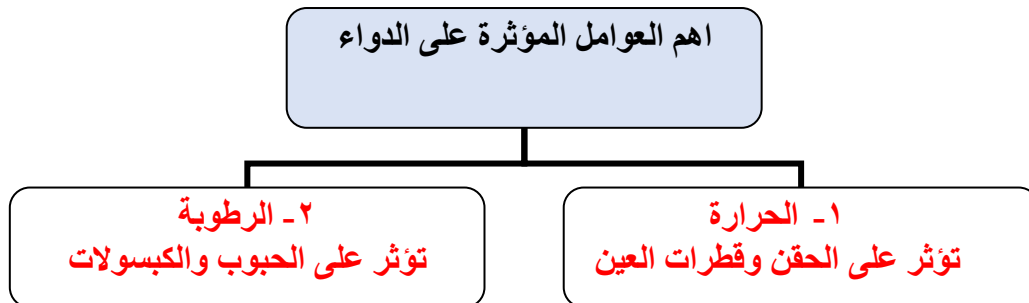 اهم العوامل المؤثرة على الدواء
١- الحرارة
تؤثر على الحقن وقطرات العين
٢- الرطوبة
تؤثر على الحبوب والكبسولات